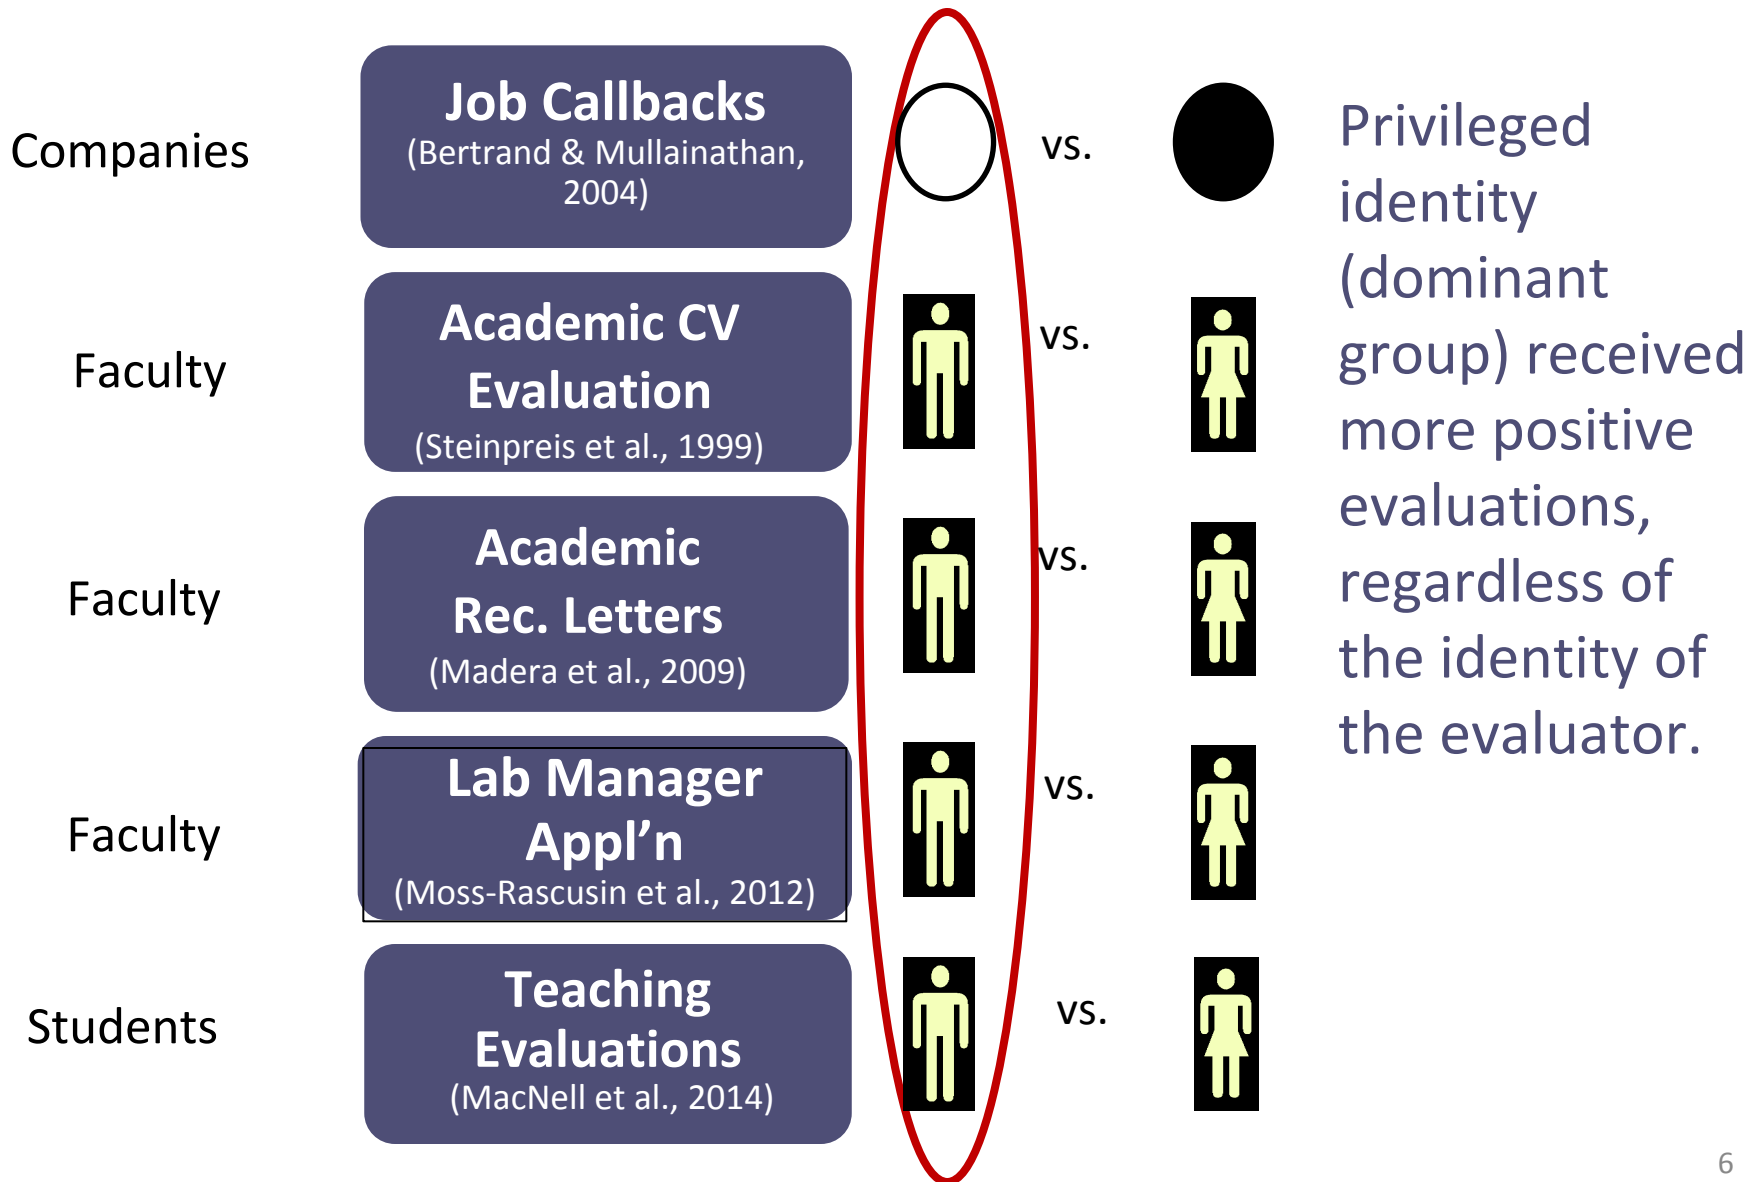 Companies
Job Callbacks
(Bertrand & Mullainathan,
2004)
vs.
Faculty
Academic CV
Evaluation
(Steinpreis et al., 1999)
vs.
Faculty
Academic
Rec. Letters
(Madera et al., 2009)
vs.
Faculty
Lab Manager
Appl’n
(Moss-Rascusin et al., 2012)
vs.
Students
Teaching
Evaluations
(MacNell et al., 2014)
vs.
Privileged
identity
(dominant
group) received
more positive
evaluations,
regardless of
the identity of
the evaluator.
6